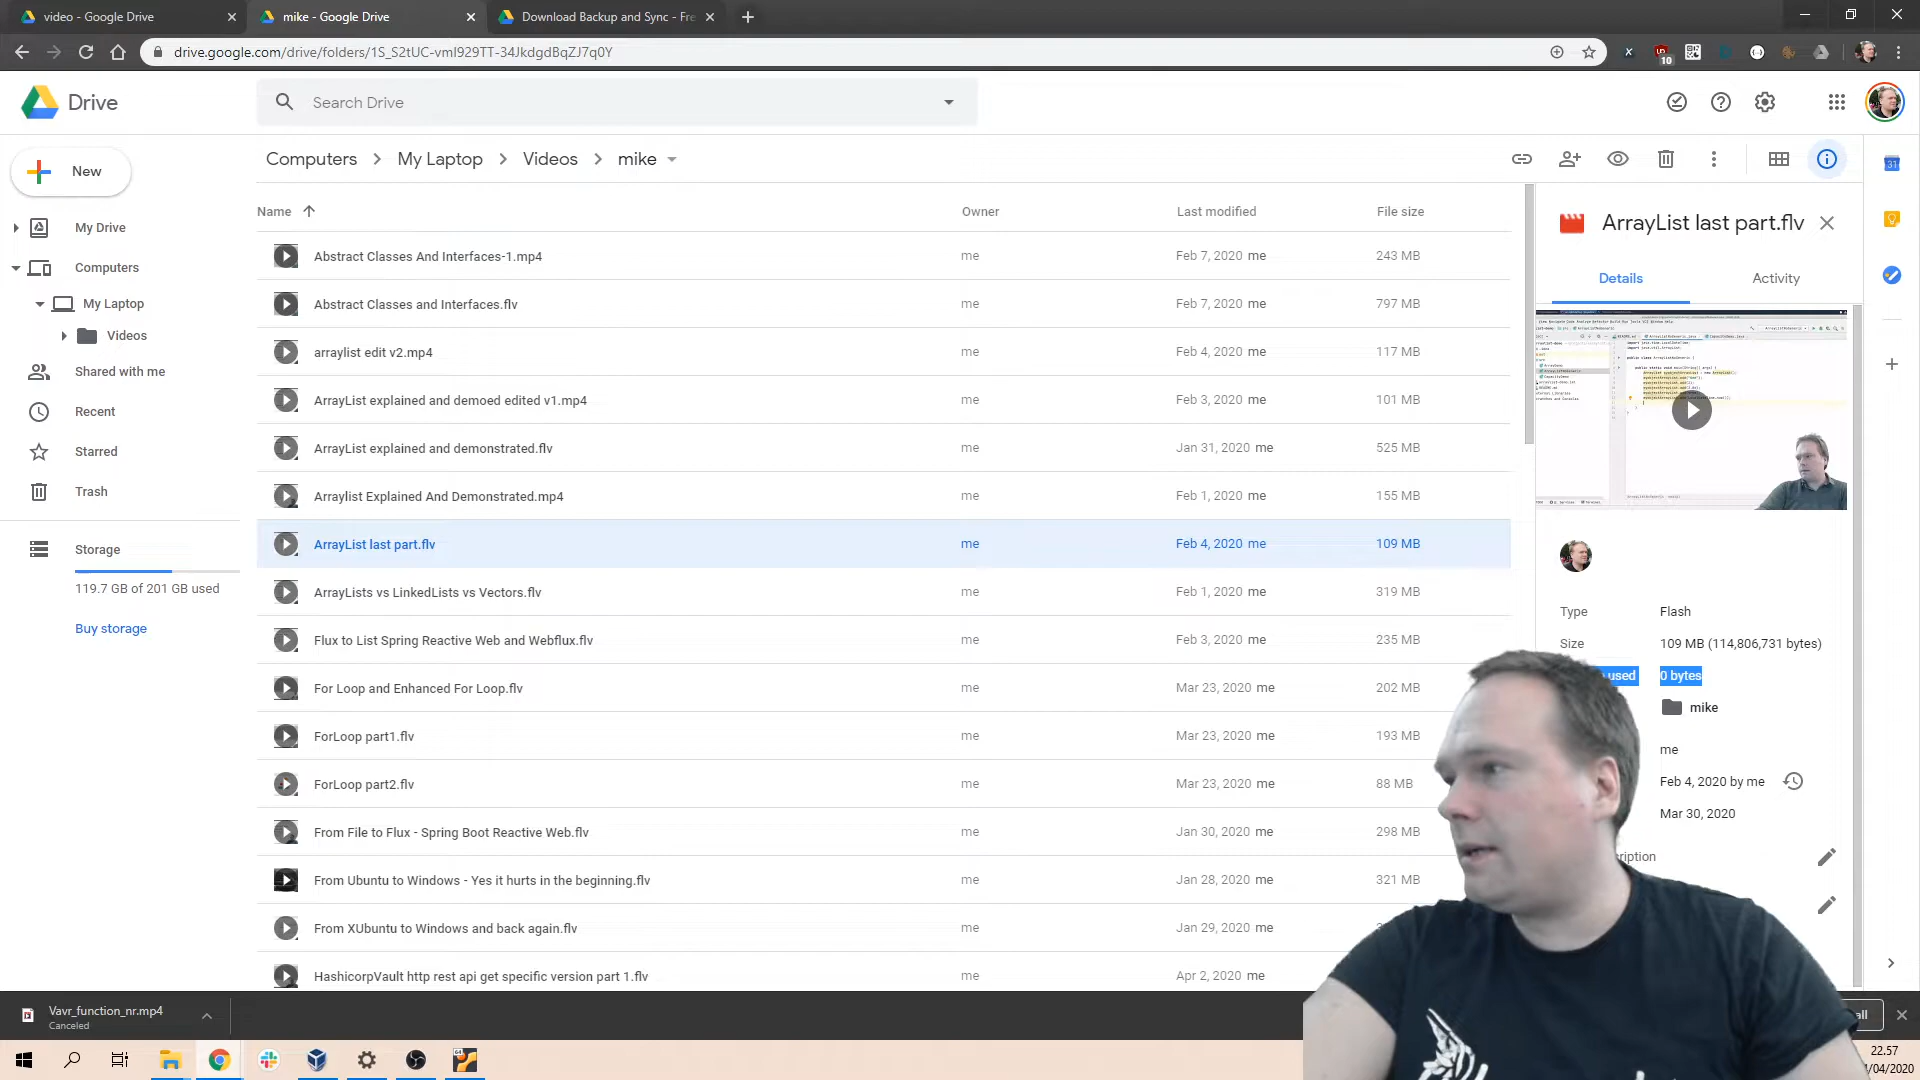 video - Google Drive
mike - Google Drive
Download Backup and Sync - Fre
drive.google.com/drive/folders/1S_S2tUC-vmI929TT-34JkdgdBqZJ7q0Y
10
Drive
Search Drive
New
Computers
My Laptop
Videos
mike
31
My Drive
Computers
My Laptop
Videos
Shared with me
Recent
Starred
Trash
Storage
119.7 GB of 201 GB used
Buy storage
Name Owner Last modified File size
Abstract Classes And Interfaces-1.mp4 me Feb 7, 2020 me 243 MB
Abstract Classes and Interfaces.flv me Feb 7, 2020 me 797 MB
arraylist edit v2.mp4 me Feb 4, 2020 me 117 MB
ArrayList explained and demoed edited v1.mp4 me Feb 3, 2020 me 101 MB
ArrayList explained and demonstrated.flv me Jan 31, 2020 me 525 MB
Arraylist Explained And Demonstrated.mp4 me Feb 1, 2020 me 155 MB
ArrayList last part.flv me Feb 4, 2020 me 109 MB
ArrayLists vs LinkedLists vs Vectors.flv me Feb 1, 2020 me 319 MB
Flux to List Spring Reactive Web and Webflux.flv me Feb 3, 2020 me 235 MB
For Loop and Enhanced For Loop.flv me Mar 23, 2020 me 202 MB
ForLoop part1.flv me Mar 23, 2020 me 193 MB
ForLoop part2.flv me Mar 23, 2020 me 88 MB
From File to Flux - Spring Boot Reactive Web.flv me Jan 30, 2020 me 298 MB
From Ubuntu to Windows - Yes it hurts in the beginning.flv me Jan 28, 2020 me 321 MB
From XUbuntu to Windows and back again.flv me Jan 29, 2020 me
HashicorpVault http rest api get specific version part 1.flv me Apr 2, 2020 me
ArrayList last part.flv
Details Activity
Type Flash
Size 109 MB (114,806,731 bytes)
used 0 bytes
mike
me
Feb 4, 2020 by me
Mar 30, 2020
ription
Vavr_function_nr.mp4
Canceled
all
64
22.57
/04/2020